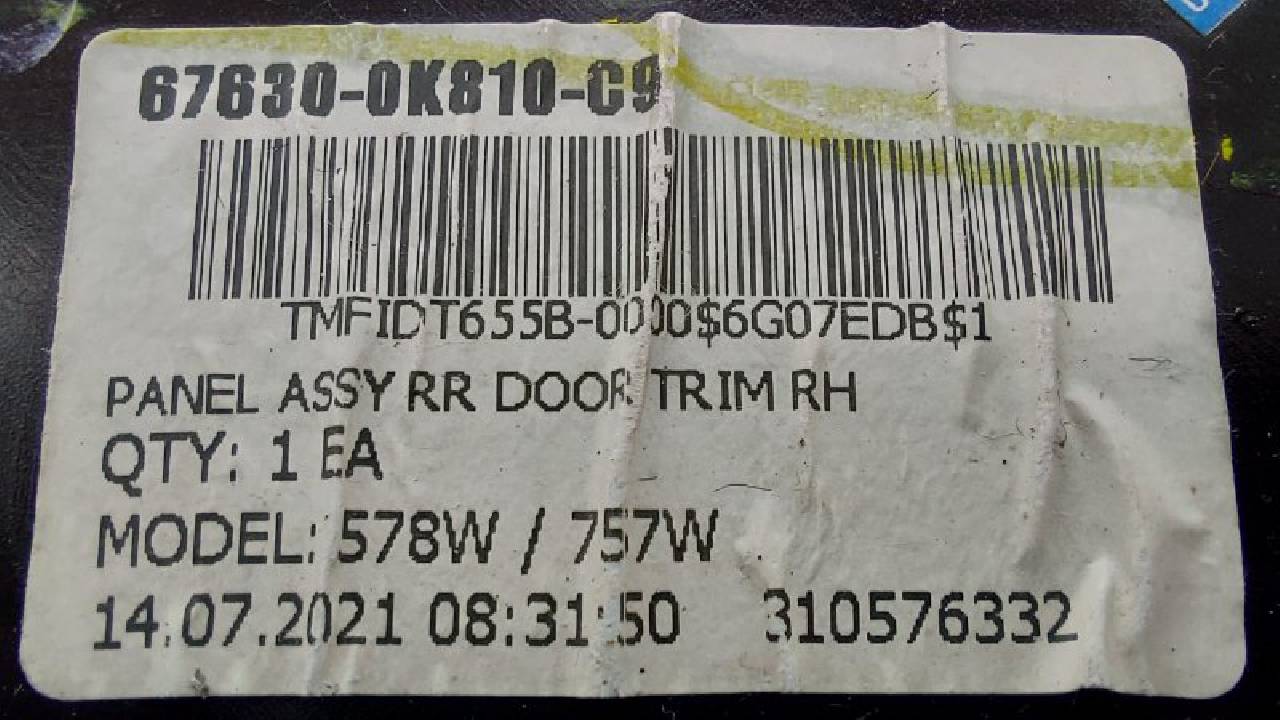 67630-0K810-C9
TMFIDT655B-0000$6G07EDB$1
PANEL ASSY RR DOOR TRIM RH
QTY: 1 EA
MODEL: 578W / 757W
14.07.2021 08:31:50 310576332